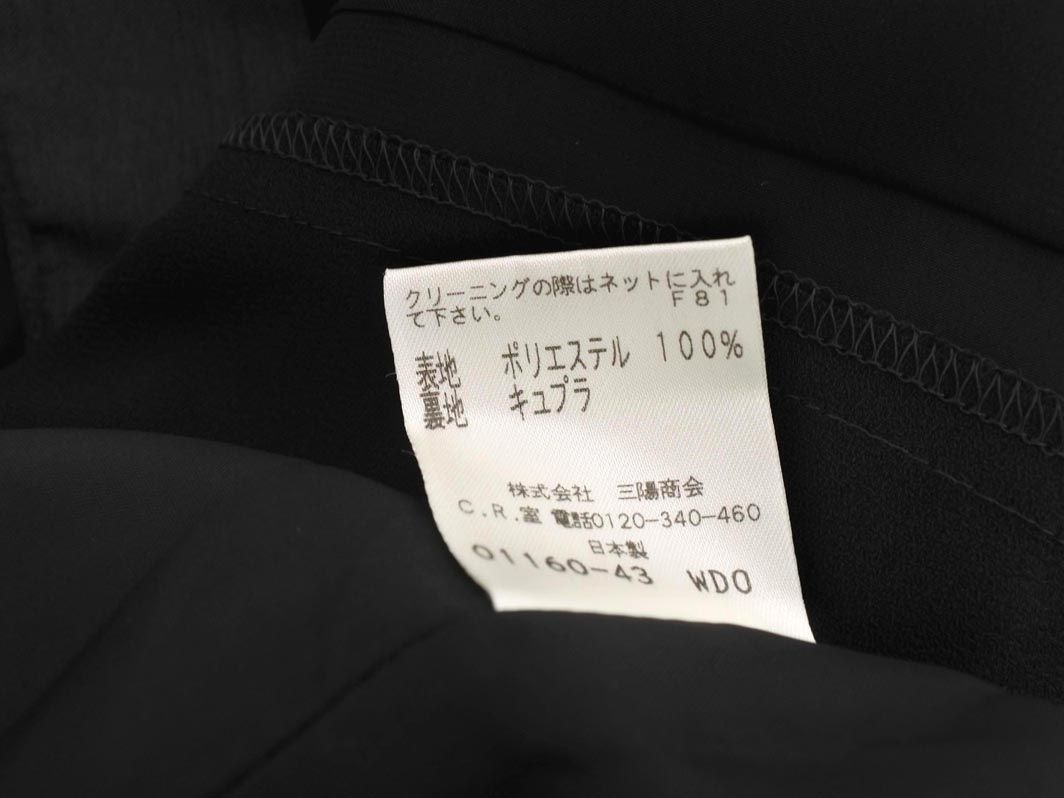 クリーニングの際はネットに入れ
て下さい。 F81
表地 ポリエステル 100%
裏地 キュプラ
株式会社 三陽商会
C.R.室 電話0120-340-460
日本製
01160-43 WDO